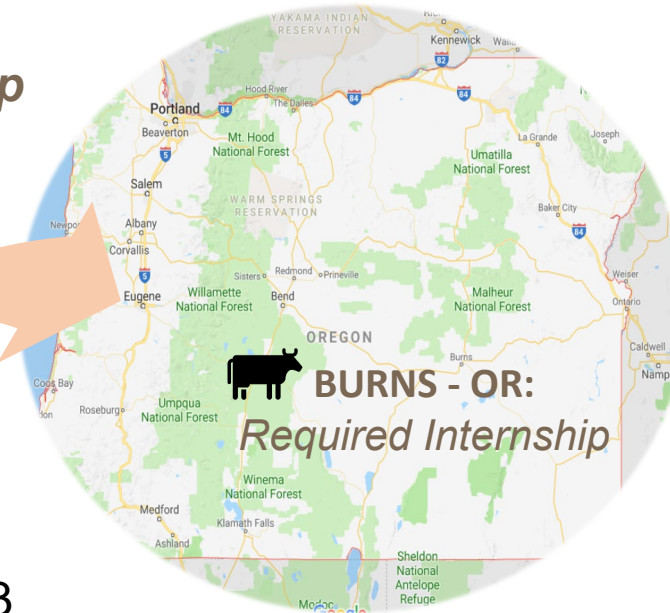 YAKAMA INDIAN
RESERVATION
Kennewick
82
p
Hood River
The Dalles
84
84
84
Portland
Beaverton
5
Mt. Hood
National Forest
La Grande
Joseph
Umatilla
National Forest
Salem
WARM SPRINGS
RESERVATION
Baker City
84
Albany
Corvallis
5
Sisters
Redmond
Prineville
Weiser
Eugene
Willamette
National Forest
Bend
Malheur
National Forest
Ontario
OREGON
Burns
Caldwell
Coos Bay
BURNS - OR:
Roseburg
Umpqua
National Forest
Required Internship
Winema
National Forest
Medford
Klamath Falls
Ashland
Sheldon
National
Antelope
Refuge
3